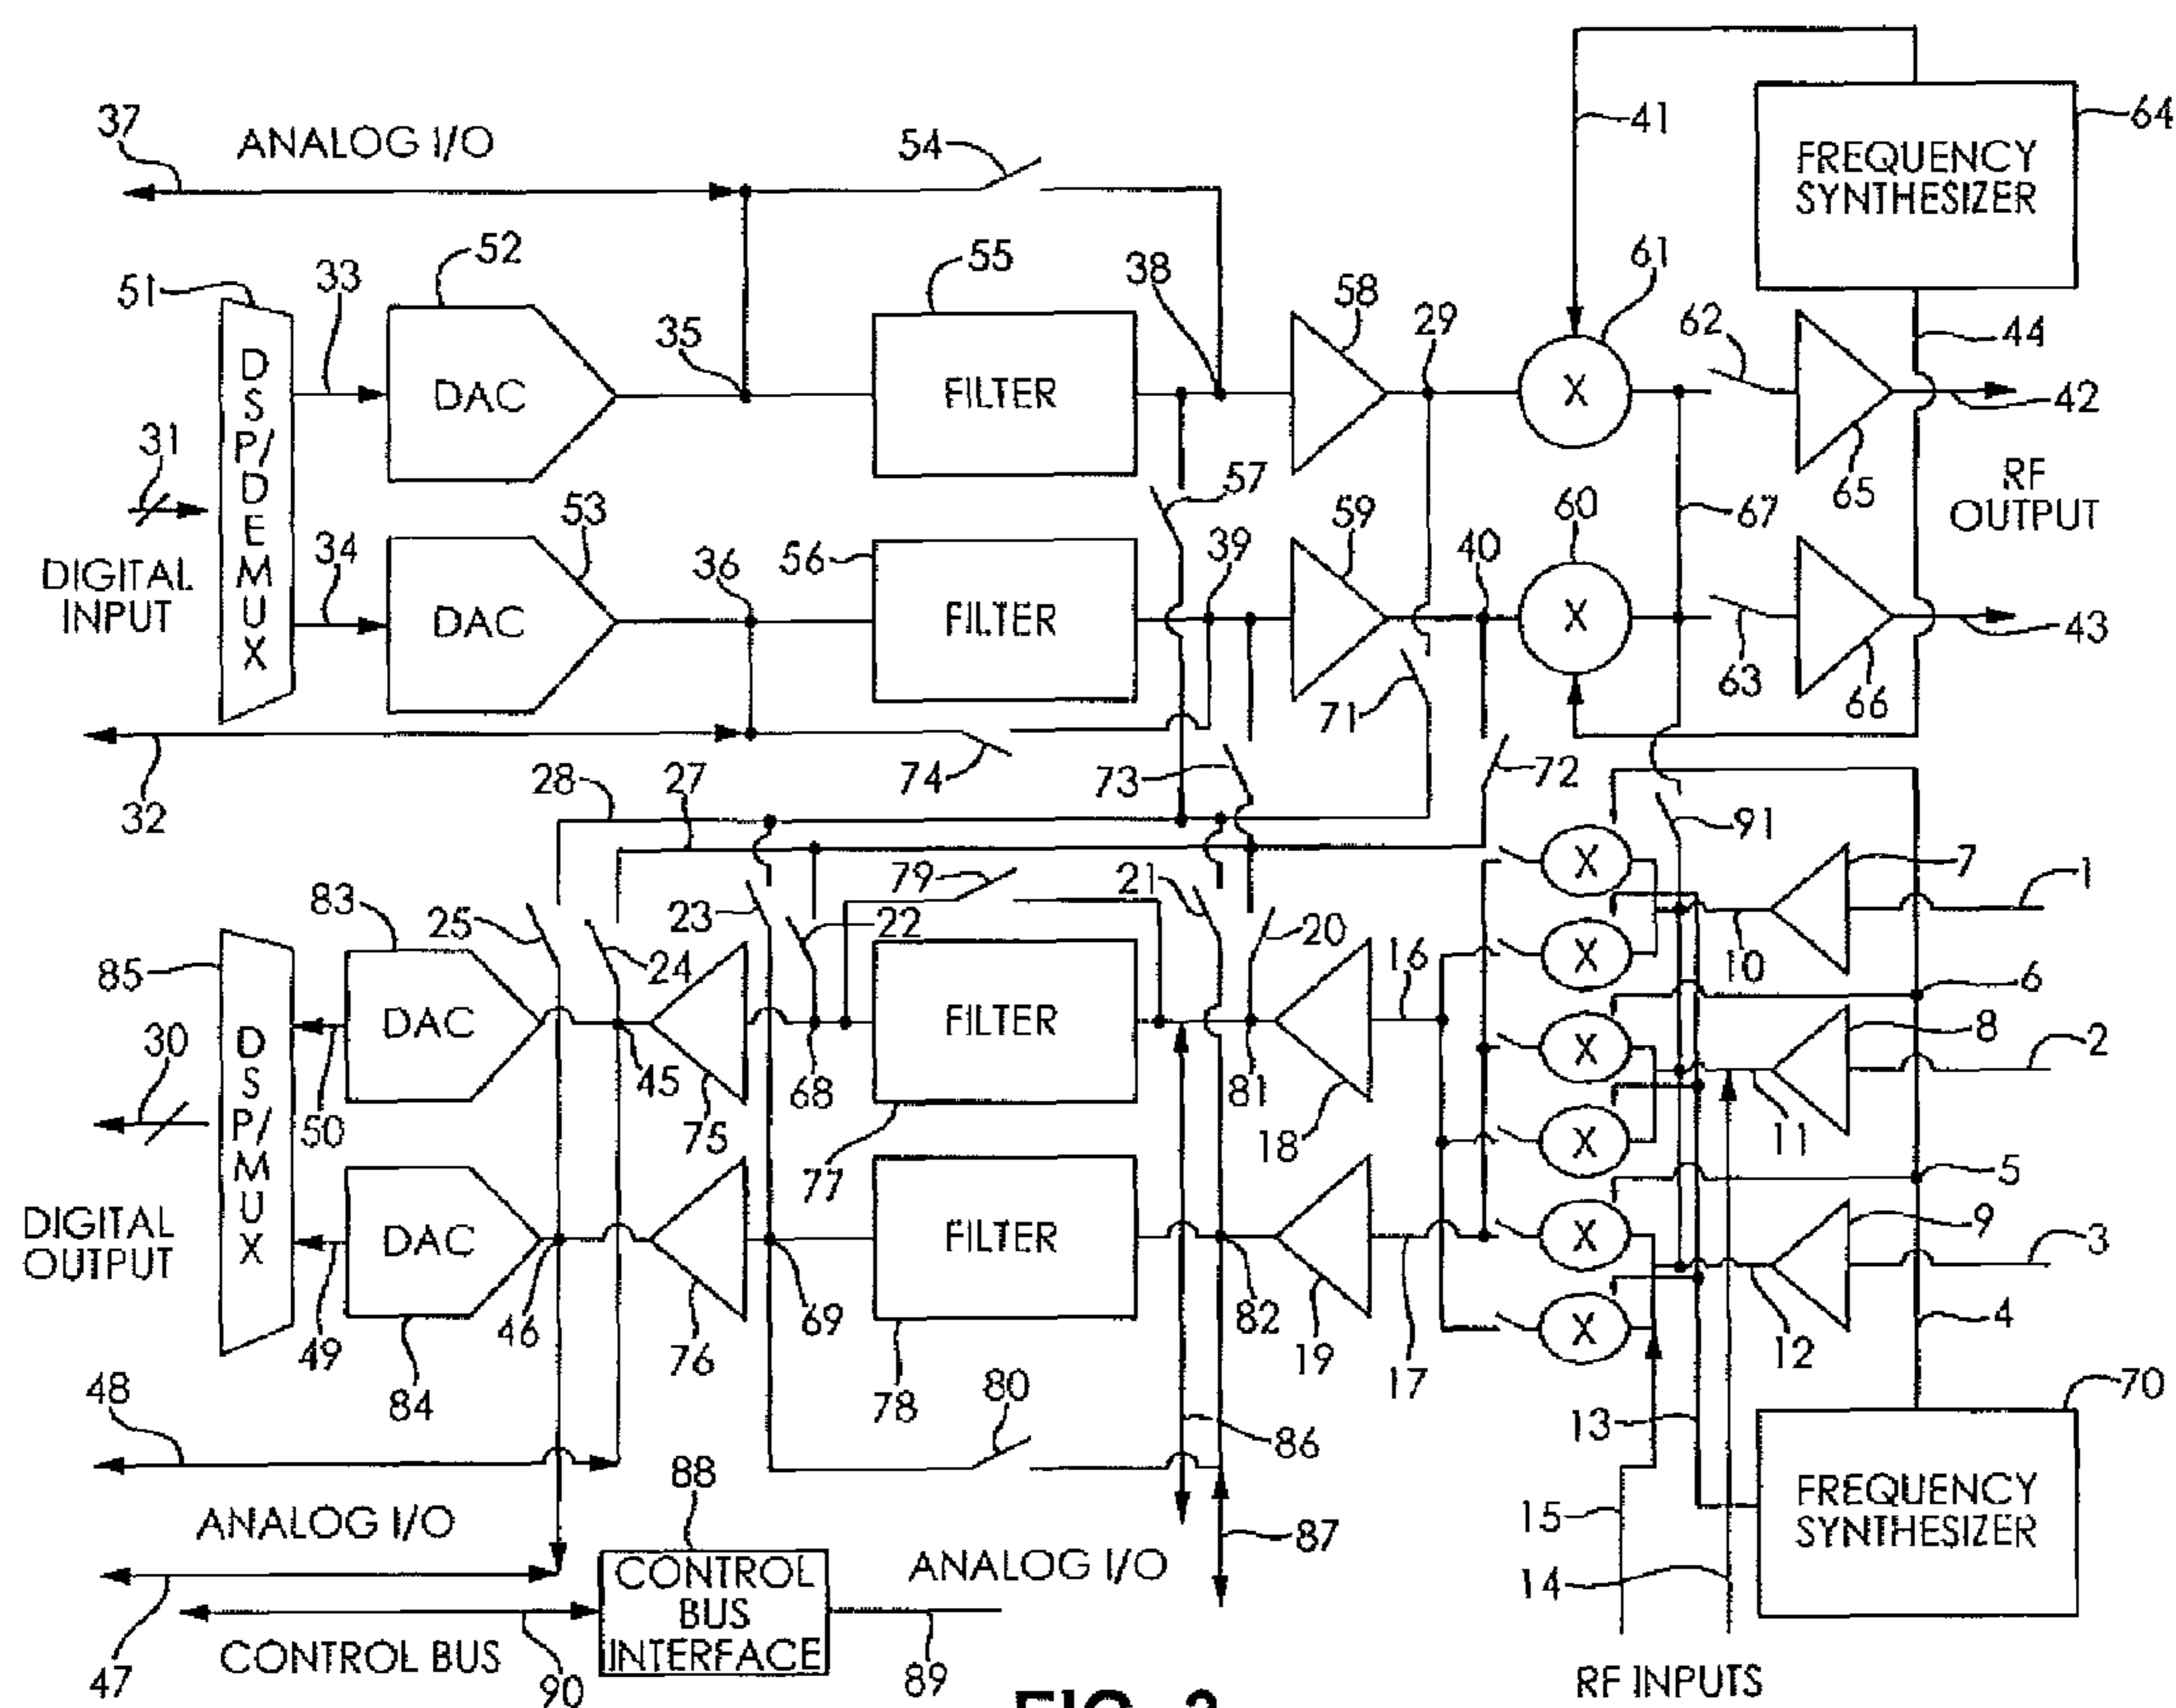 37
ANALOG I/O
54
41
64
FREQUENCY
SYNTHESIZER
51
33
52
35
55
38
58
29
61
62
44
DSP/DEMUX
DAC
FILTER
X
42
31
57
65
RF
OUTPUT
DIGITAL
INPUT
34
53
36
56
39
59
40
60
67
DAC
FILTER
X
43
63
66
71
32
74
73
72
28
27
91
83
25
23
79
22
21
20
X
7
1
85
24
16
X
10
6
DSP/MUX
DAC
FILTER
X
8
2
30
50
45
75
68
77
81
18
X
11
5
DIGITAL
OUTPUT
DAC
FILTER
X
9
3
49
84
46
76
69
78
82
19
17
X
12
4
48
80
86
13
70
ANALOG I/O
88
87
15
FREQUENCY
SYNTHESIZER
47
CONTROL
BUS
INTERFACE
ANALOG I/O
14
CONTROL BUS
90
89
RF INPUTS
FIG. 3